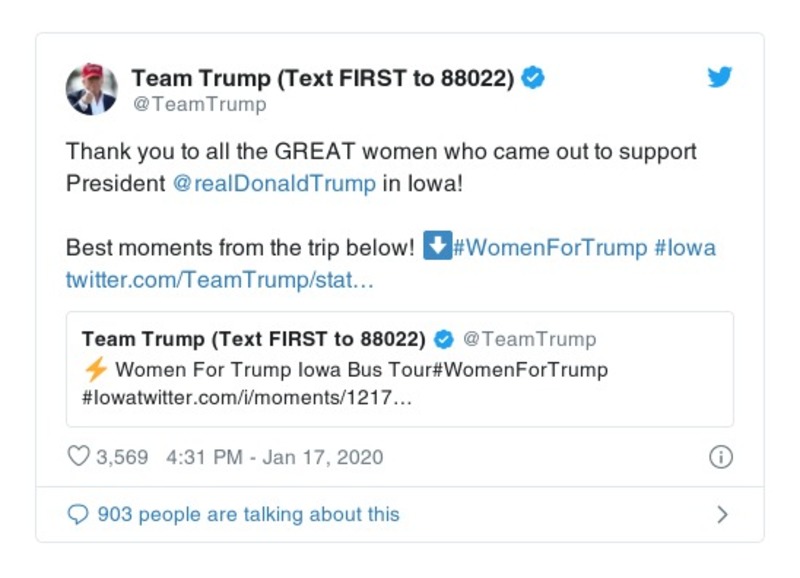 Team Trump (Text FIRST to 88022)
@TeamTrump
Thank you to all the GREAT women who came out to support
President @realDonaldTrump in Iowa!
Best moments from the trip below! ⬇️#WomenForTrump #Iowa
twitter.com/TeamTrump/stat…
Team Trump (Text FIRST to 88022) @TeamTrump
⚡ Women For Trump Iowa Bus Tour#WomenForTrump
#Iowatwitter.com/i/moments/1217…
3,569 4:31 PM - Jan 17, 2020
903 people are talking about this